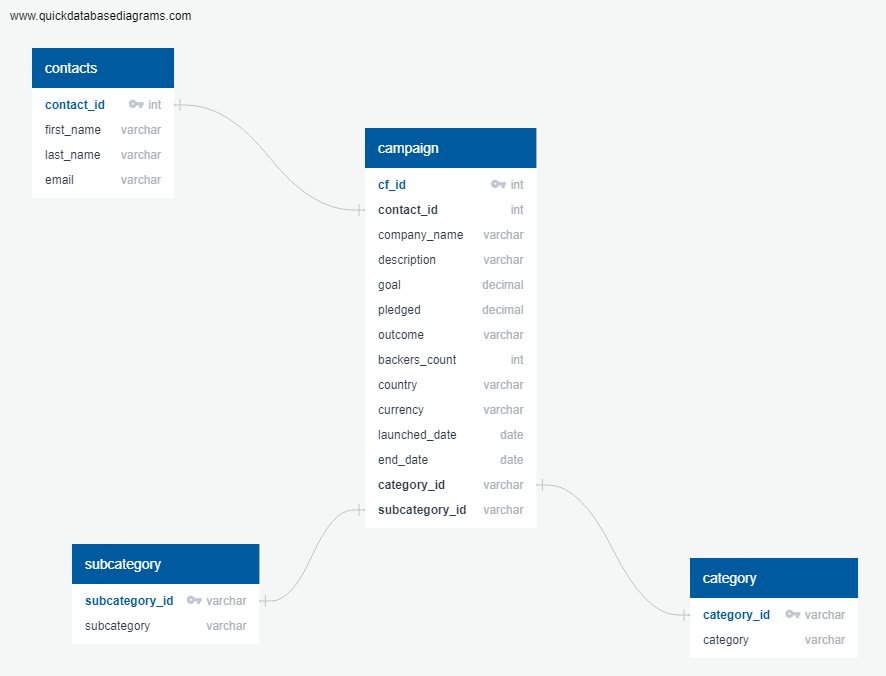 www.quickdatabasediagrams.com
contacts
contact_id int
first_name varchar
last_name varchar
email varchar
campaign
cf_id int
contact_id int
company_name varchar
description varchar
goal decimal
pledged decimal
outcome varchar
backers_count int
country varchar
currency varchar
launched_date date
end_date date
category_id varchar
subcategory_id varchar
subcategory
subcategory_id varchar
subcategory varchar
category
category_id varchar
category varchar